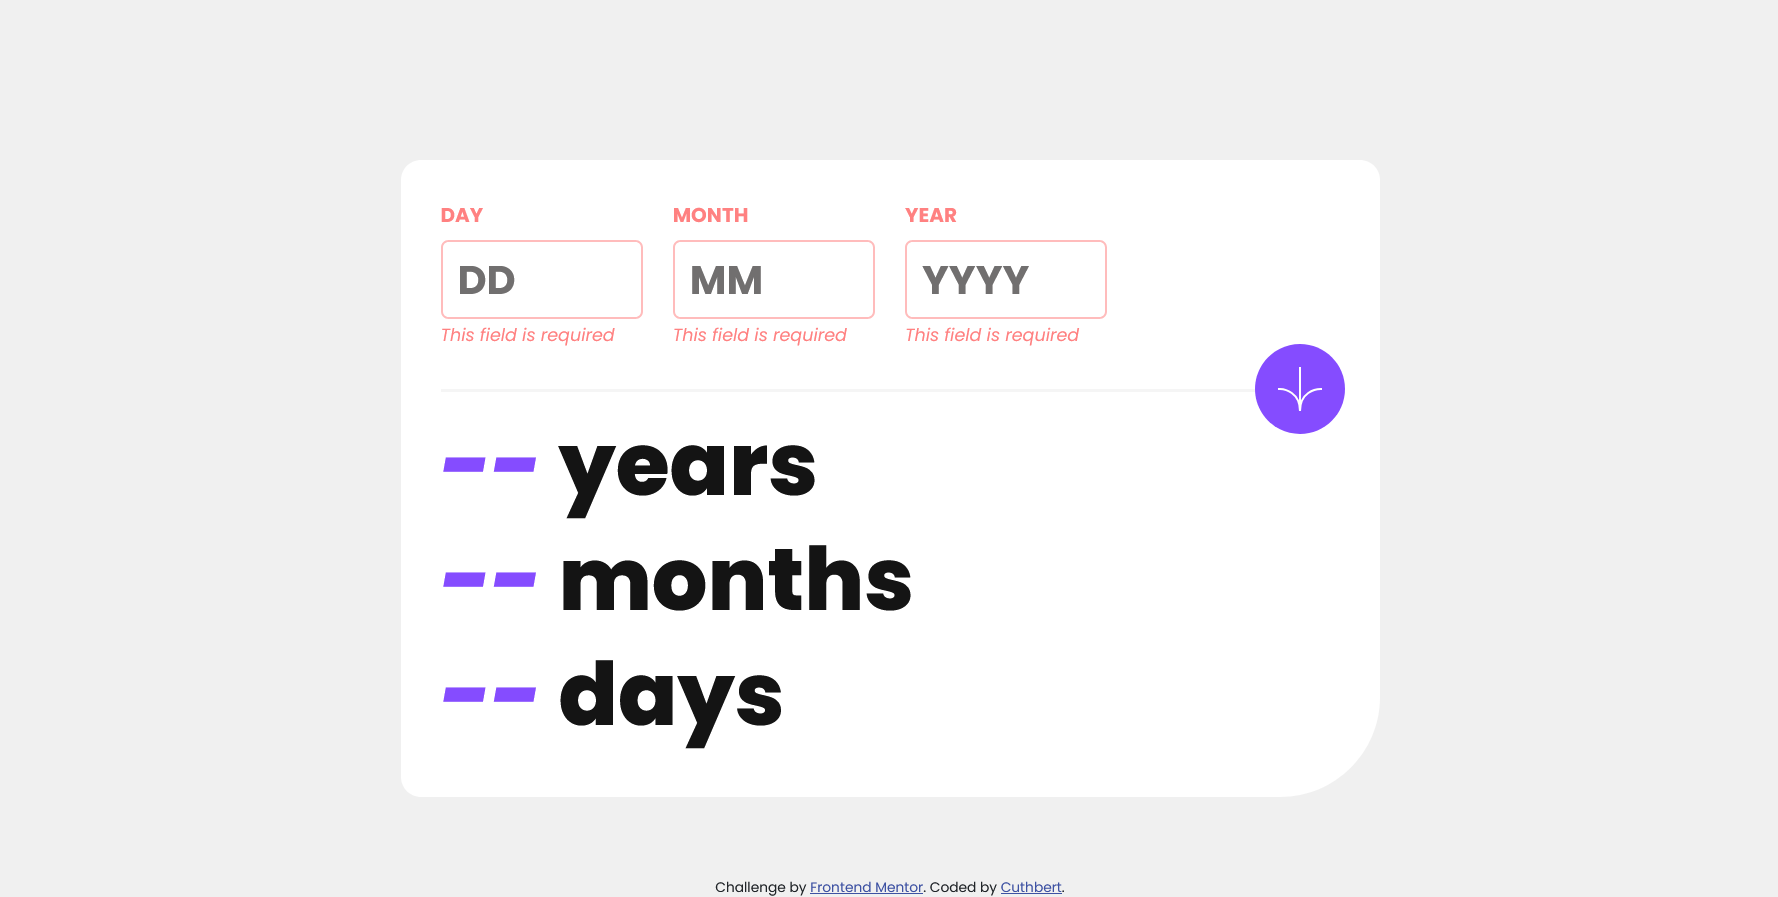 DAY MONTH YEAR
DD MM YYYY
This field is required This field is required This field is required
-- years
-- months
-- days
Challenge by Frontend Mentor. Coded by Cuthbert.